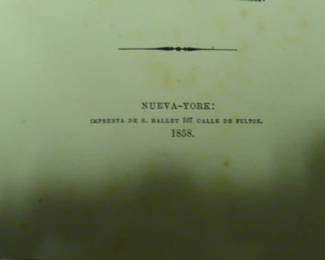 NUEVA-YORK:
IMPRENTA DE S. HALLET 107 CALLE DE FULTON.
1858.